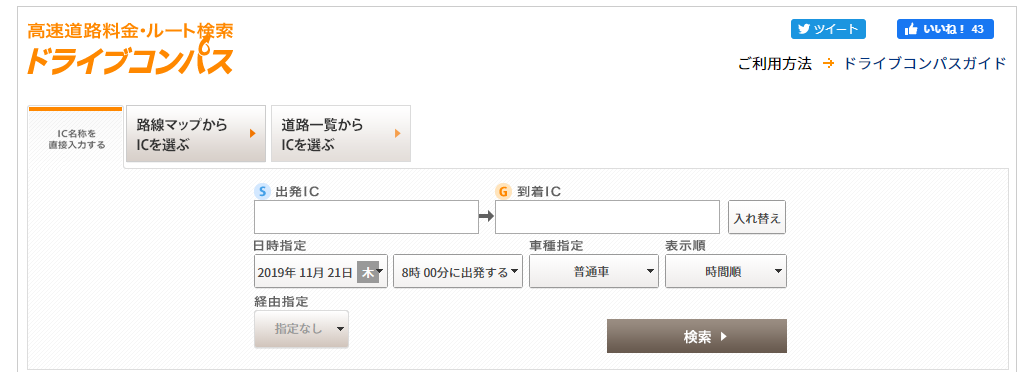 高速道路料金・ルート検索
ドライブコンパス
ツイート
いいね！ 43
ご利用方法 ➔ ドライブコンパスガイド
IC名称を
直接入力する
路線マップから
ICを選ぶ
道路一覧から
ICを選ぶ
S 出発IC
G 到着IC
入れ替え
日時指定
車種指定
表示順
2019年 11月 21日 木
8時 00分に出発する
普通車
時間順
経由指定
指定なし
検索